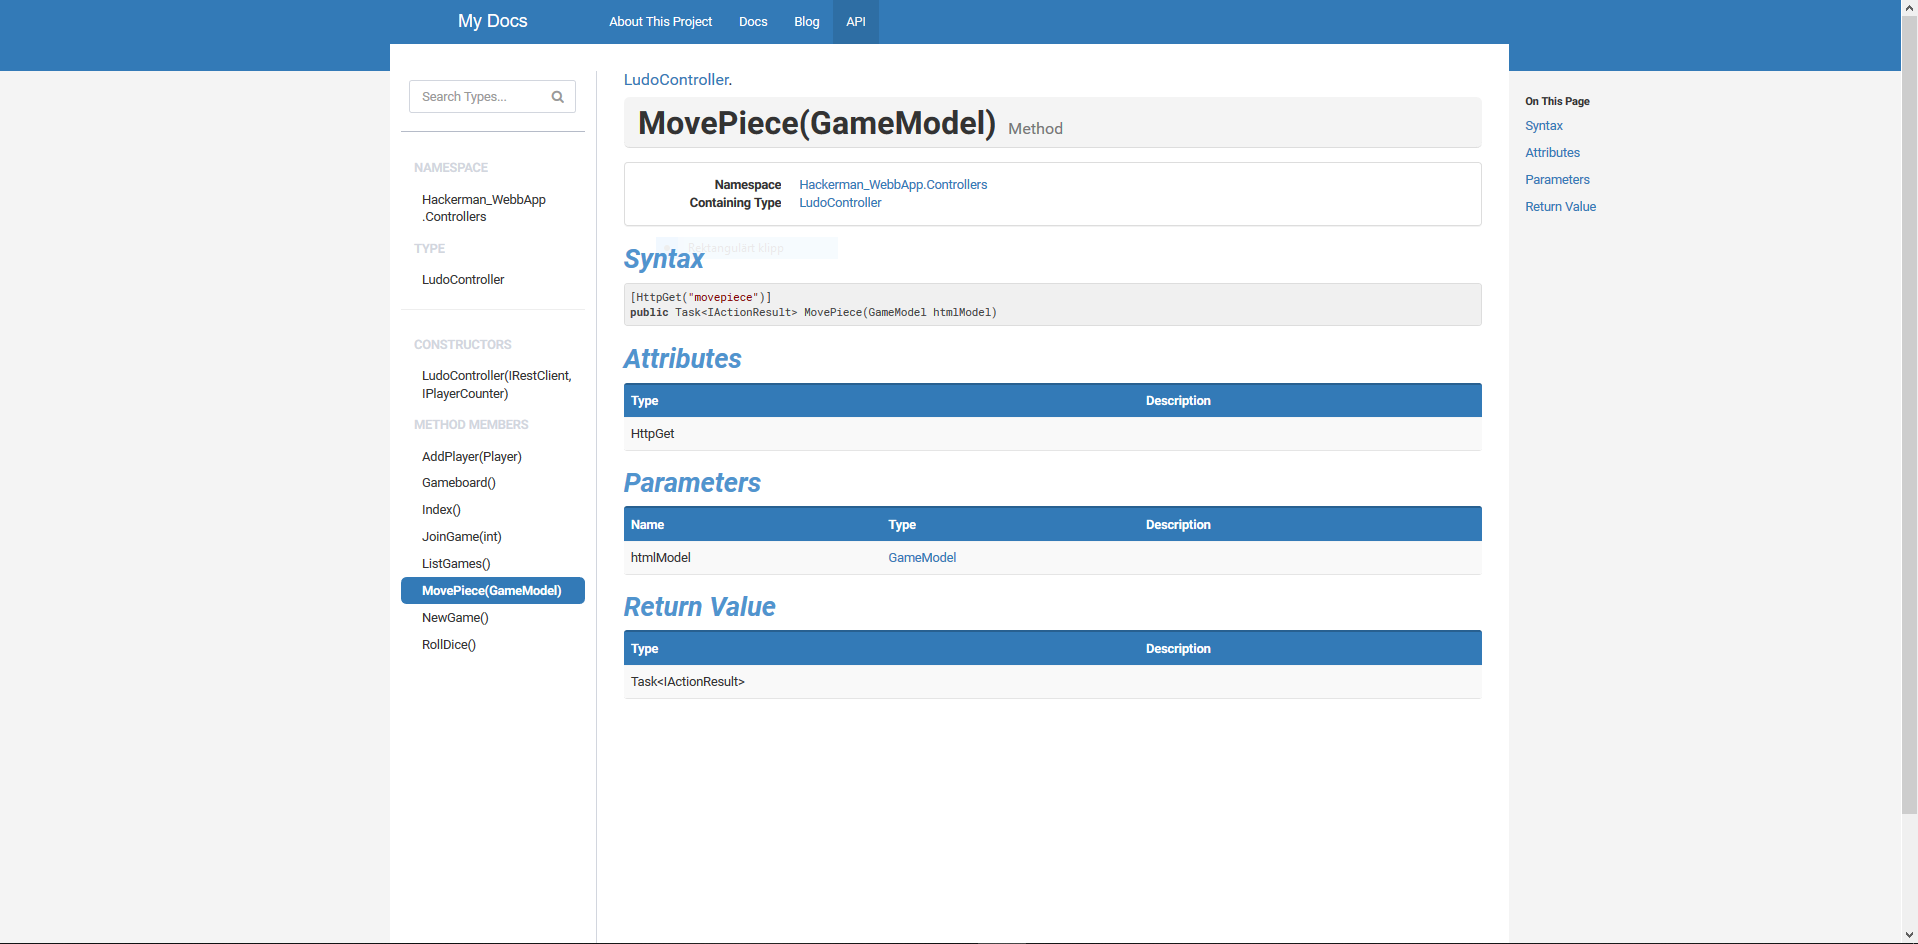 My Docs
About This Project
Docs
Blog
API
Search Types...
NAMESPACE
Hackerman_WebbApp
.Controllers
TYPE
LudoController
CONSTRUCTORS
LudoController(IRestClient,
IPlayerCounter)
METHOD MEMBERS
AddPlayer(Player)
Gameboard()
Index()
JoinGame(int)
ListGames()
MovePiece(GameModel)
NewGame()
RollDice()
LudoController.
MovePiece(GameModel) Method
Namespace Hackerman_WebbApp.Controllers
Containing Type LudoController
Rektangulärt klipp
Syntax
[HttpGet("movepiece")]
public Task<IActionResult> MovePiece(GameModel htmlModel)
Attributes
Type Description
HttpGet
Parameters
Name Type Description
htmlModel GameModel
Return Value
Type Description
Task<IActionResult>
On This Page
Syntax
Attributes
Parameters
Return Value